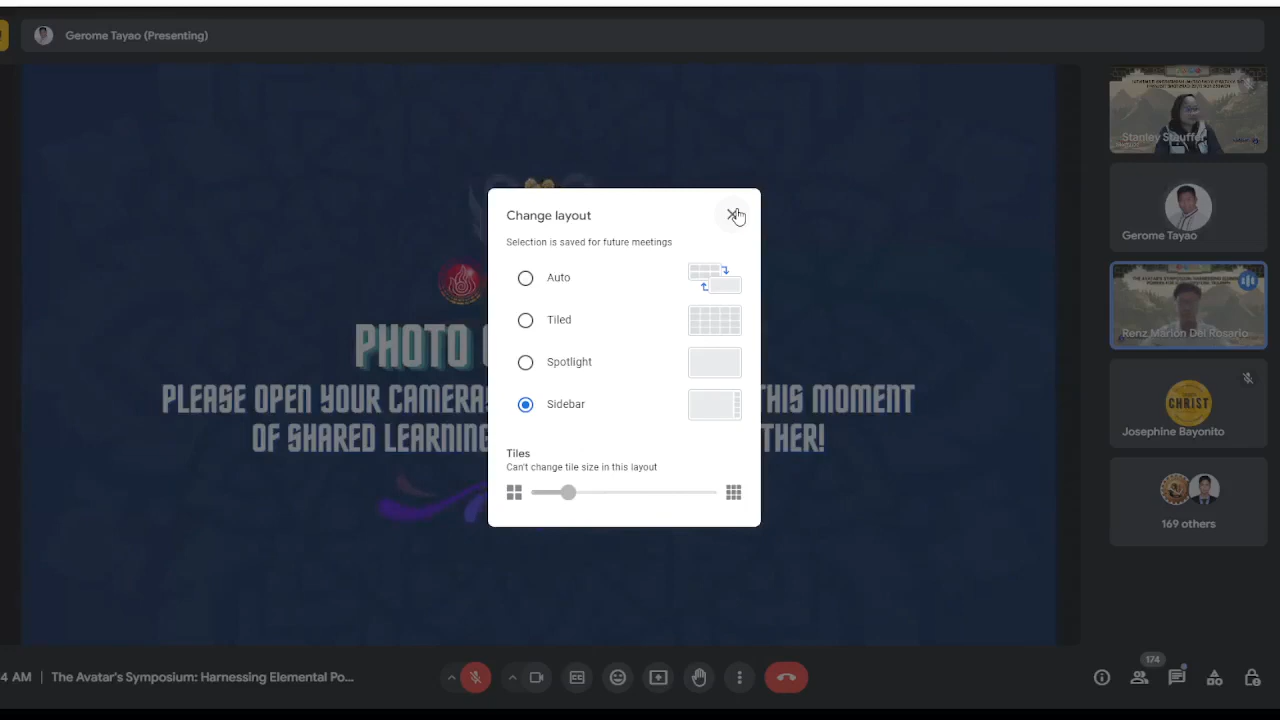 Gerome Tayao (Presenting)
Stanley Stauffer
Gerome Tayao
Renz Marion Del Rosario
Josephine Bayonito
CHRIST
169 others
Change layout
Selection is saved for future meetings
Auto
Tiled
Spotlight
Sidebar
Tiles
Can't change tile size in this layout
PHOTO
PLEASE OPEN YOUR CAMERAS THIS MOMENT
OF SHARED LEARNING THER!
4 AM | The Avatar's Symposium: Harnessing Elemental Po...
174